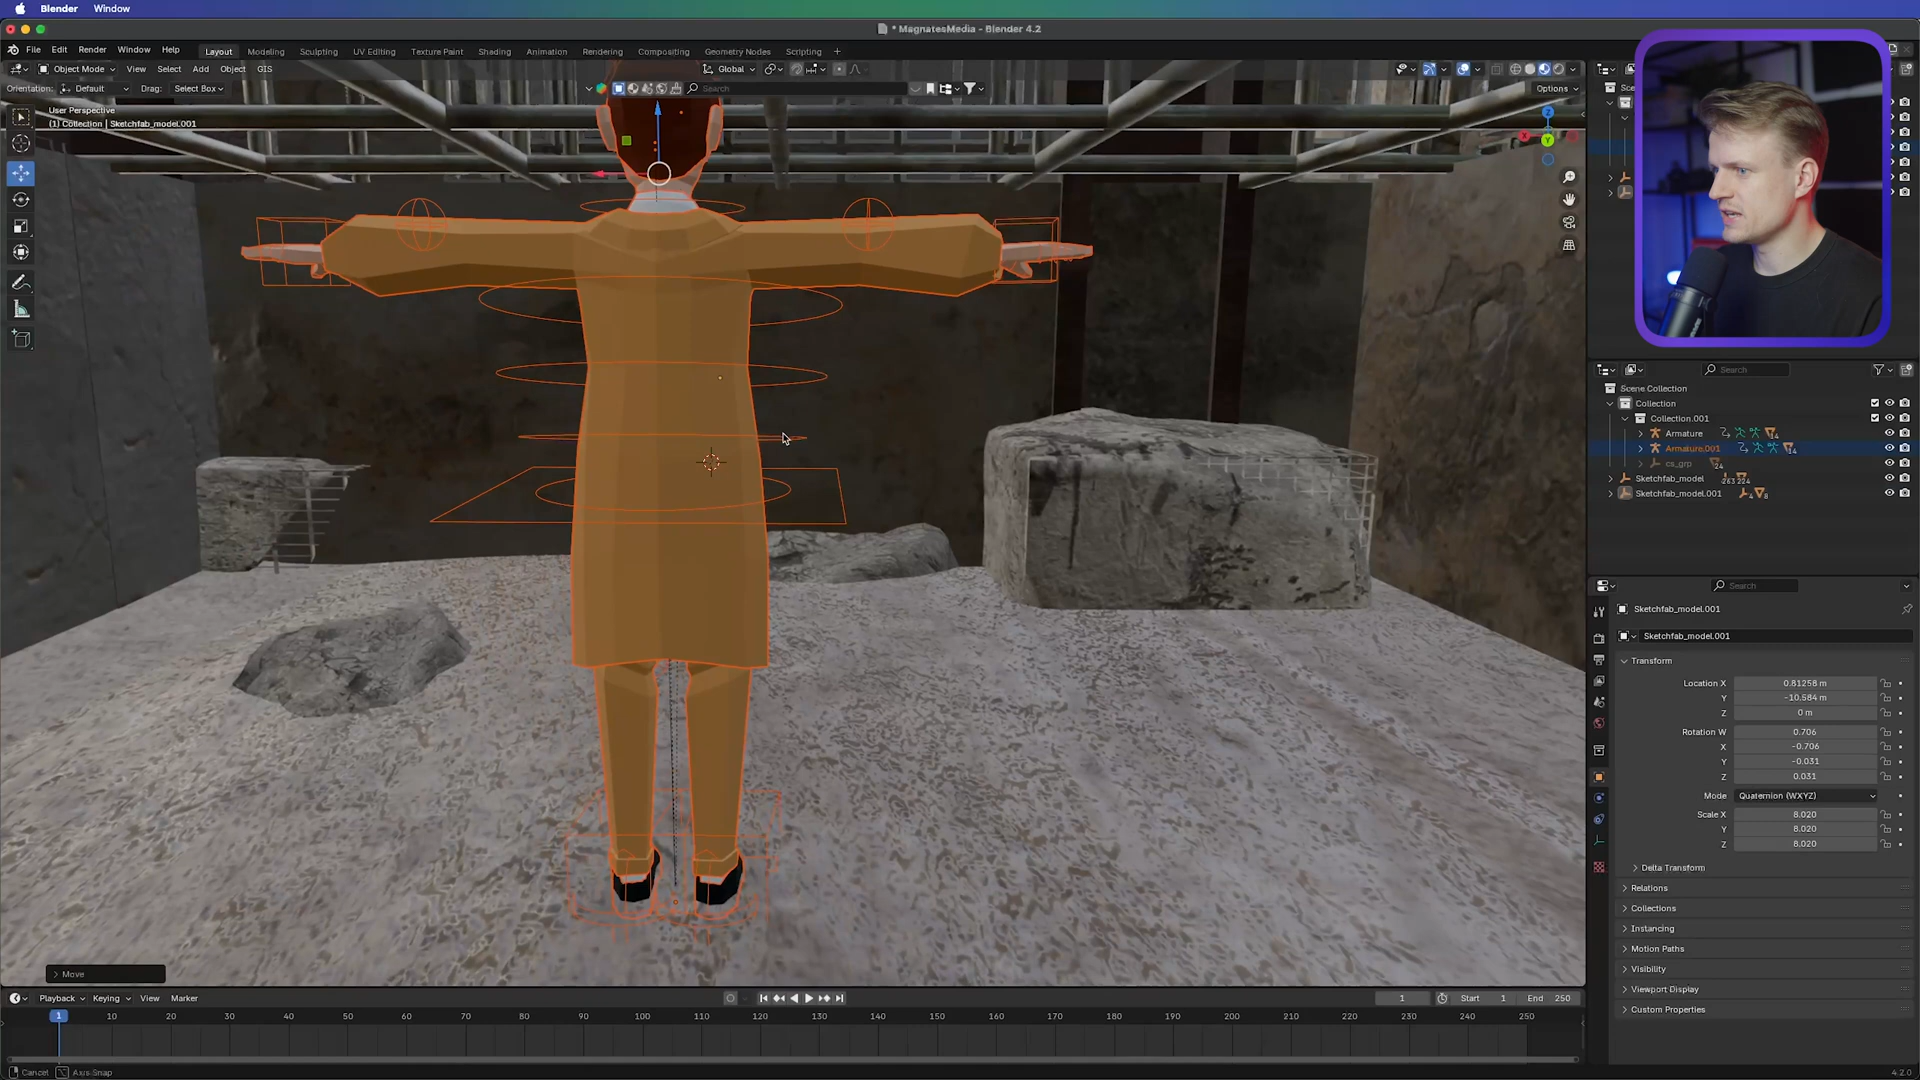 Blender Window
* MagnatesMedia - Blender 4.2
File Edit Render Window Help Layout Modeling Sculpting UV Editing Texture Paint Shading Animation Rendering Compositing Geometry Nodes Scripting +
Object Mode View Select Add Object GIS Global
Orientation: Default Drag: Select Box Search Options
User Perspective
(1) Collection | Sketchfab_model.001
Search
Scene Collection
Collection
Collection.001
Armature
Armature.001
cs_grp
Sketchfab_model
Sketchfab_model.001
Search
Sketchfab_model.001
Sketchfab_model.001
Transform
Location X 0.81258 m
Y -10.584 m
Z 0 m
Rotation W 0.706
X -0.706
Y -0.031
Z 0.031
Mode Quaternion (WXYZ)
Scale X 8.020
Y 8.020
Z 8.020
Delta Transform
Relations
Collections
Instancing
Motion Paths
Visibility
Viewport Display
Custom Properties
Move
Playback Keying View Marker 1 Start 1 End 250
1 10 20 30 40 50 60 70 80 90 100 110 120 130 140 150 160 170 180 190 200 210 220 230 240 250
Cancel Axis Snap 4.2.0